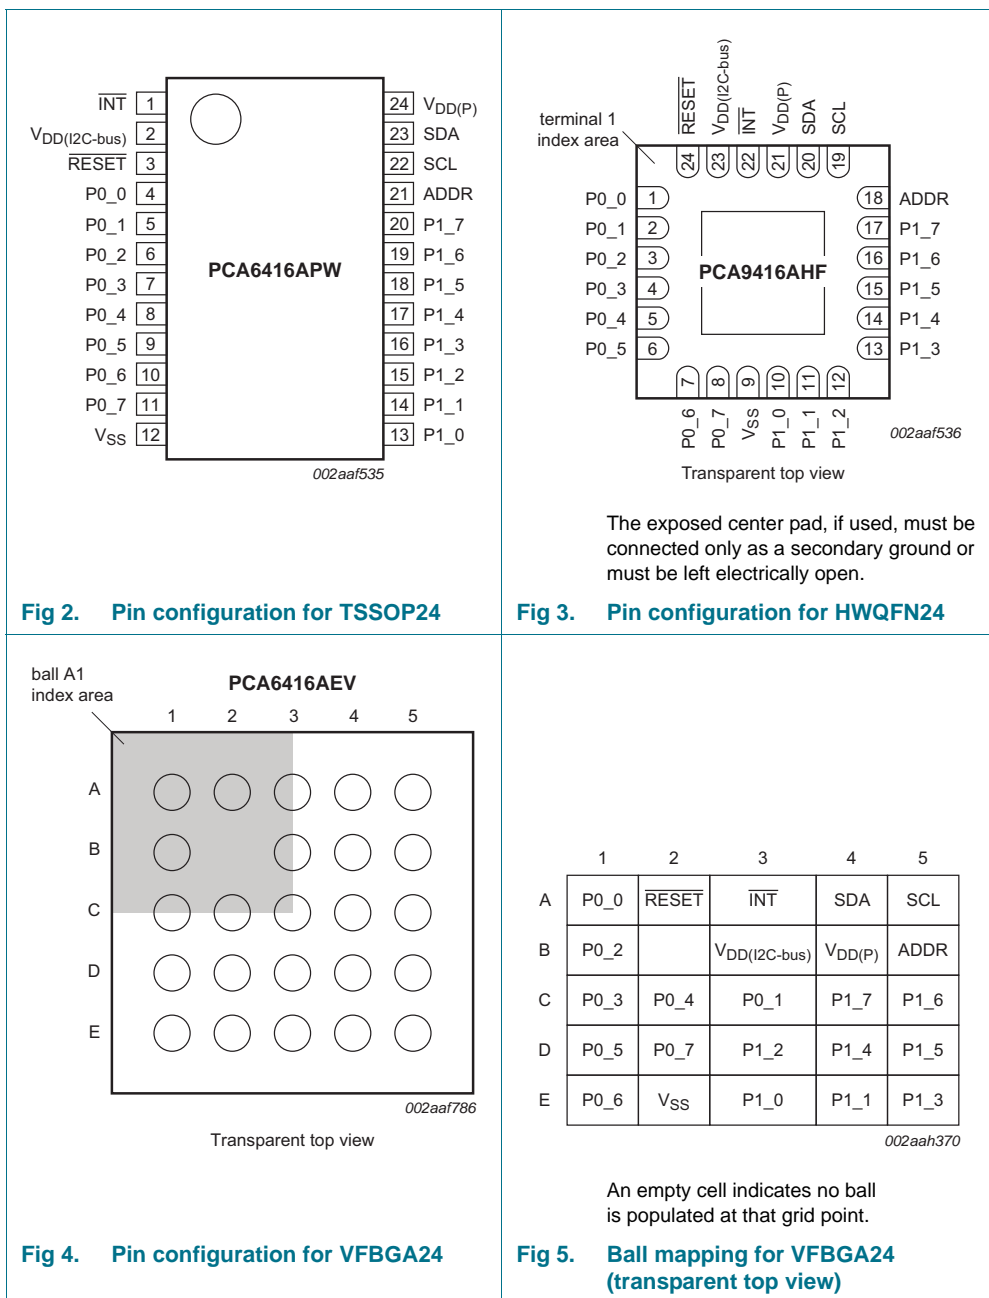 INT 1
VDD(I2C-bus) 2
RESET 3
P0_0 4
P0_1 5
P0_2 6
P0_3 7
P0_4 8
P0_5 9
P0_6 10
P0_7 11
VSS 12
PCA6416APW
24 VDD(P)
23 SDA
22 SCL
21 ADDR
20 P1_7
19 P1_6
18 P1_5
17 P1_4
16 P1_3
15 P1_2
14 P1_1
13 P1_0
002aaf535
Fig 2. Pin configuration for TSSOP24
terminal 1
index area
RESET VDD(I2C-bus) INT VDD(P) SDA SCL
24 23 22 21 20 19
P0_0 1
P0_1 2
P0_2 3
P0_3 4
P0_4 5
P0_5 6
PCA9416AHF
18 ADDR
17 P1_7
16 P1_6
15 P1_5
14 P1_4
13 P1_3
7 8 9 10 11 12
P0_6 P0_7 VSS P1_0 P1_1 P1_2
002aaf536
Transparent top view
The exposed center pad, if used, must be
connected only as a secondary ground or
must be left electrically open.
Fig 3. Pin configuration for HWQFN24
ball A1
index area
PCA6416AEV
1 2 3 4 5
A
B
C
D
E
002aaf786
Transparent top view
Fig 4. Pin configuration for VFBGA24
1 2 3 4 5
A P0_0 RESET INT SDA SCL
B P0_2 VDD(I2C-bus) VDD(P) ADDR
C P0_3 P0_4 P0_1 P1_7 P1_6
D P0_5 P0_7 P1_2 P1_4 P1_5
E P0_6 VSS P1_0 P1_1 P1_3
002aah370
An empty cell indicates no ball
is populated at that grid point.
Fig 5. Ball mapping for VFBGA24
(transparent top view)